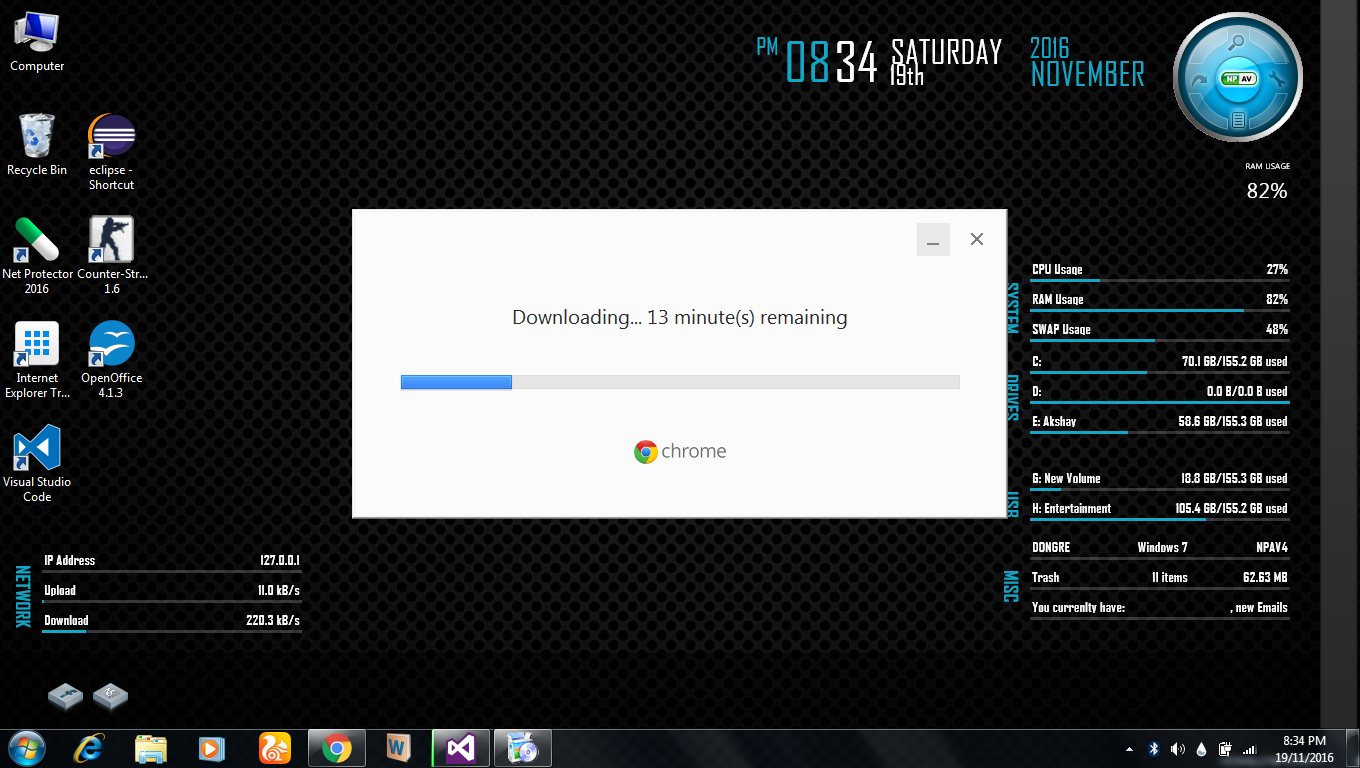 Computer
Recycle Bin
eclipse -
Shortcut
Net Protector
2016
Counter-Str...
1.6
Internet
Explorer Tr...
OpenOffice
4.1.3
Visual Studio
Code
PM 08 34 SATURDAY
19th
2016
NOVEMBER
NP AV
RAM USAGE
82%
Downloading... 13 minute(s) remaining
chrome
SYSTEM
CPU Usage 27%
RAM Usage 82%
SWAP Usage 48%
DRIVES
C: 70.1 GB/155.2 GB used
D: 0.0 B/0.0 B used
E: Akshay 58.6 GB/155.3 GB used
USB
G: New Volume 18.8 GB/155.3 GB used
H: Entertainment 105.4 GB/155.2 GB used
MISC
DONGRE Windows 7 NPAV4
Trash 11 items 62.63 MB
You currenlty have: , new Emails
NETWORK
IP Address 127.0.0.1
Upload 11.0 kB/s
Download 220.3 kB/s
8:34 PM
19/11/2016